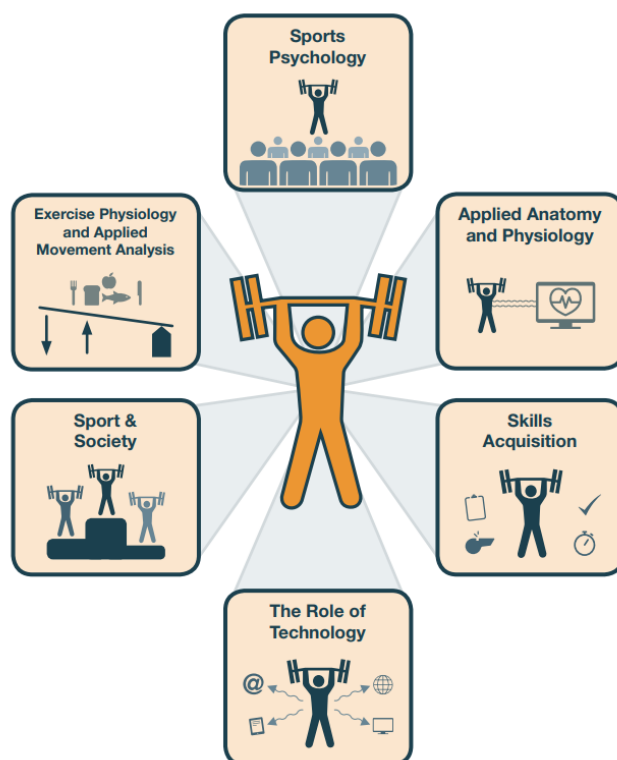 Sports
Psychology
Exercise Physiology
and Applied
Movement Analysis
Applied Anatomy
and Physiology
Sport &
Society
Skills
Acquisition
The Role of
Technology
@